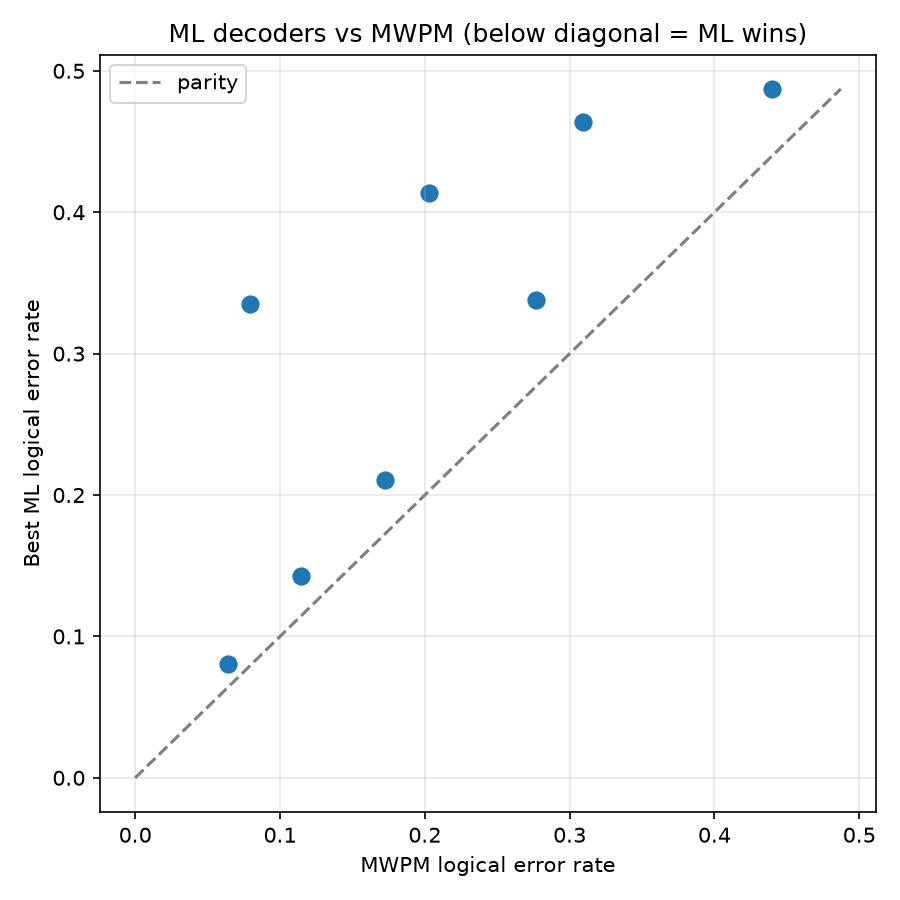 ML decoders vs MWPM (below diagonal = ML wins)
parity
Best ML logical error rate
0.5
0.4
0.3
0.2
0.1
0.0
0.0 0.1 0.2 0.3 0.4 0.5
MWPM logical error rate